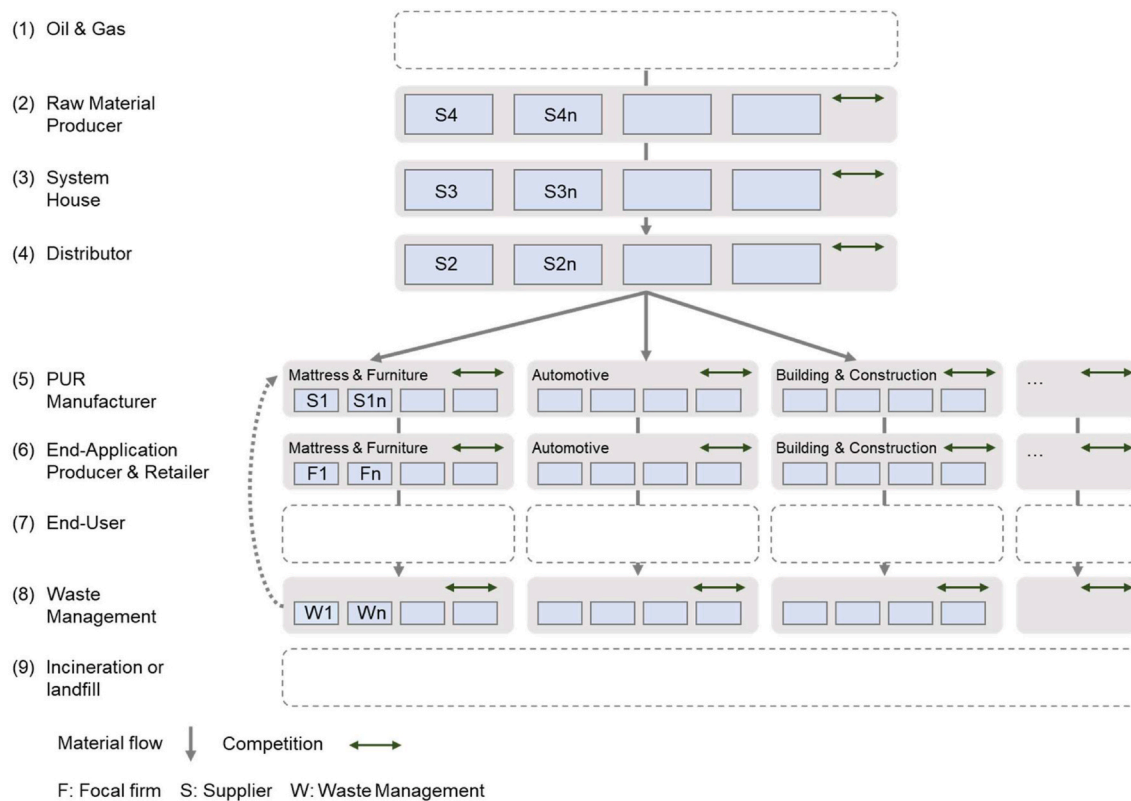 (1) Oil & Gas
(2) Raw Material
Producer
S4 S4n
(3) System
House
S3 S3n
(4) Distributor
S2 S2n
(5) PUR
Manufacturer
Mattress & Furniture
S1 S1n
Automotive
Building & Construction
...
(6) End-Application
Producer & Retailer
Mattress & Furniture
F1 Fn
Automotive
Building & Construction
...
(7) End-User
(8) Waste
Management
W1 Wn
(9) Incineration or
landfill
Material flow Competition
F: Focal firm S: Supplier W: Waste Management